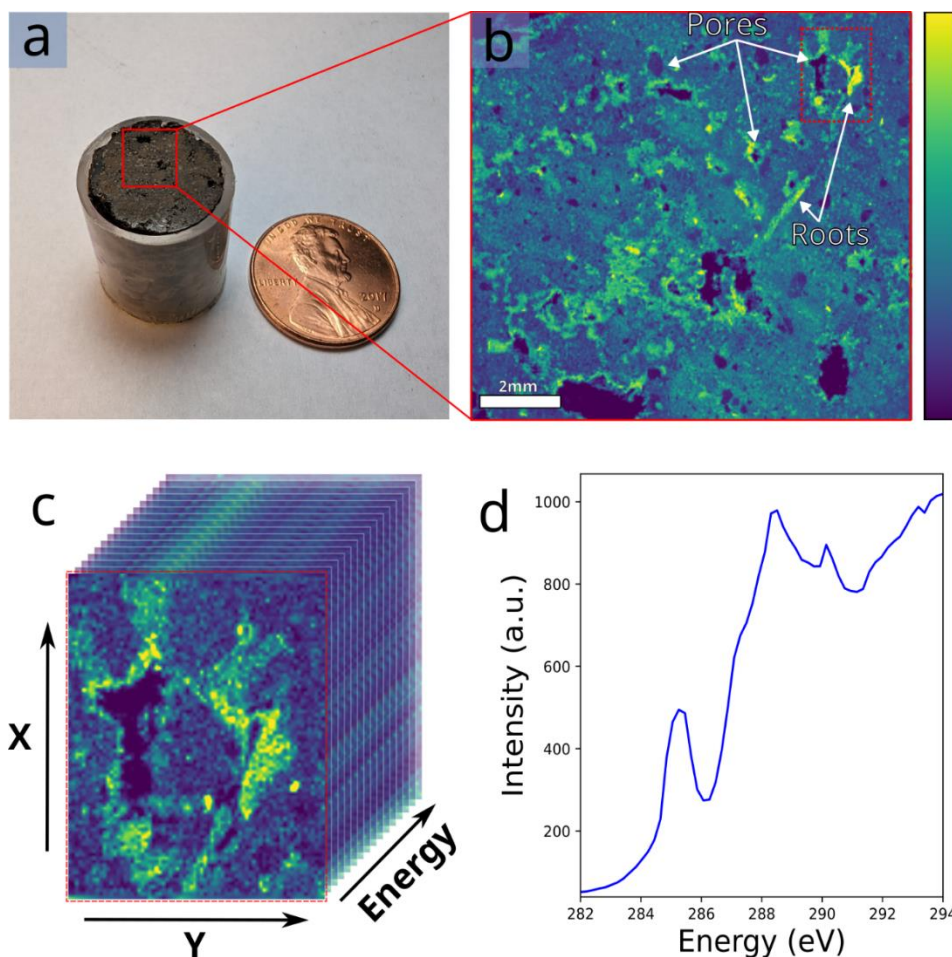 a
b
Pores
Roots
2mm
LIBERTY
2017
c
X
Y
Energy
d
Intensity (a.u.)
1000
800
600
400
200
282
284
286
288
290
292
294
Energy (eV)